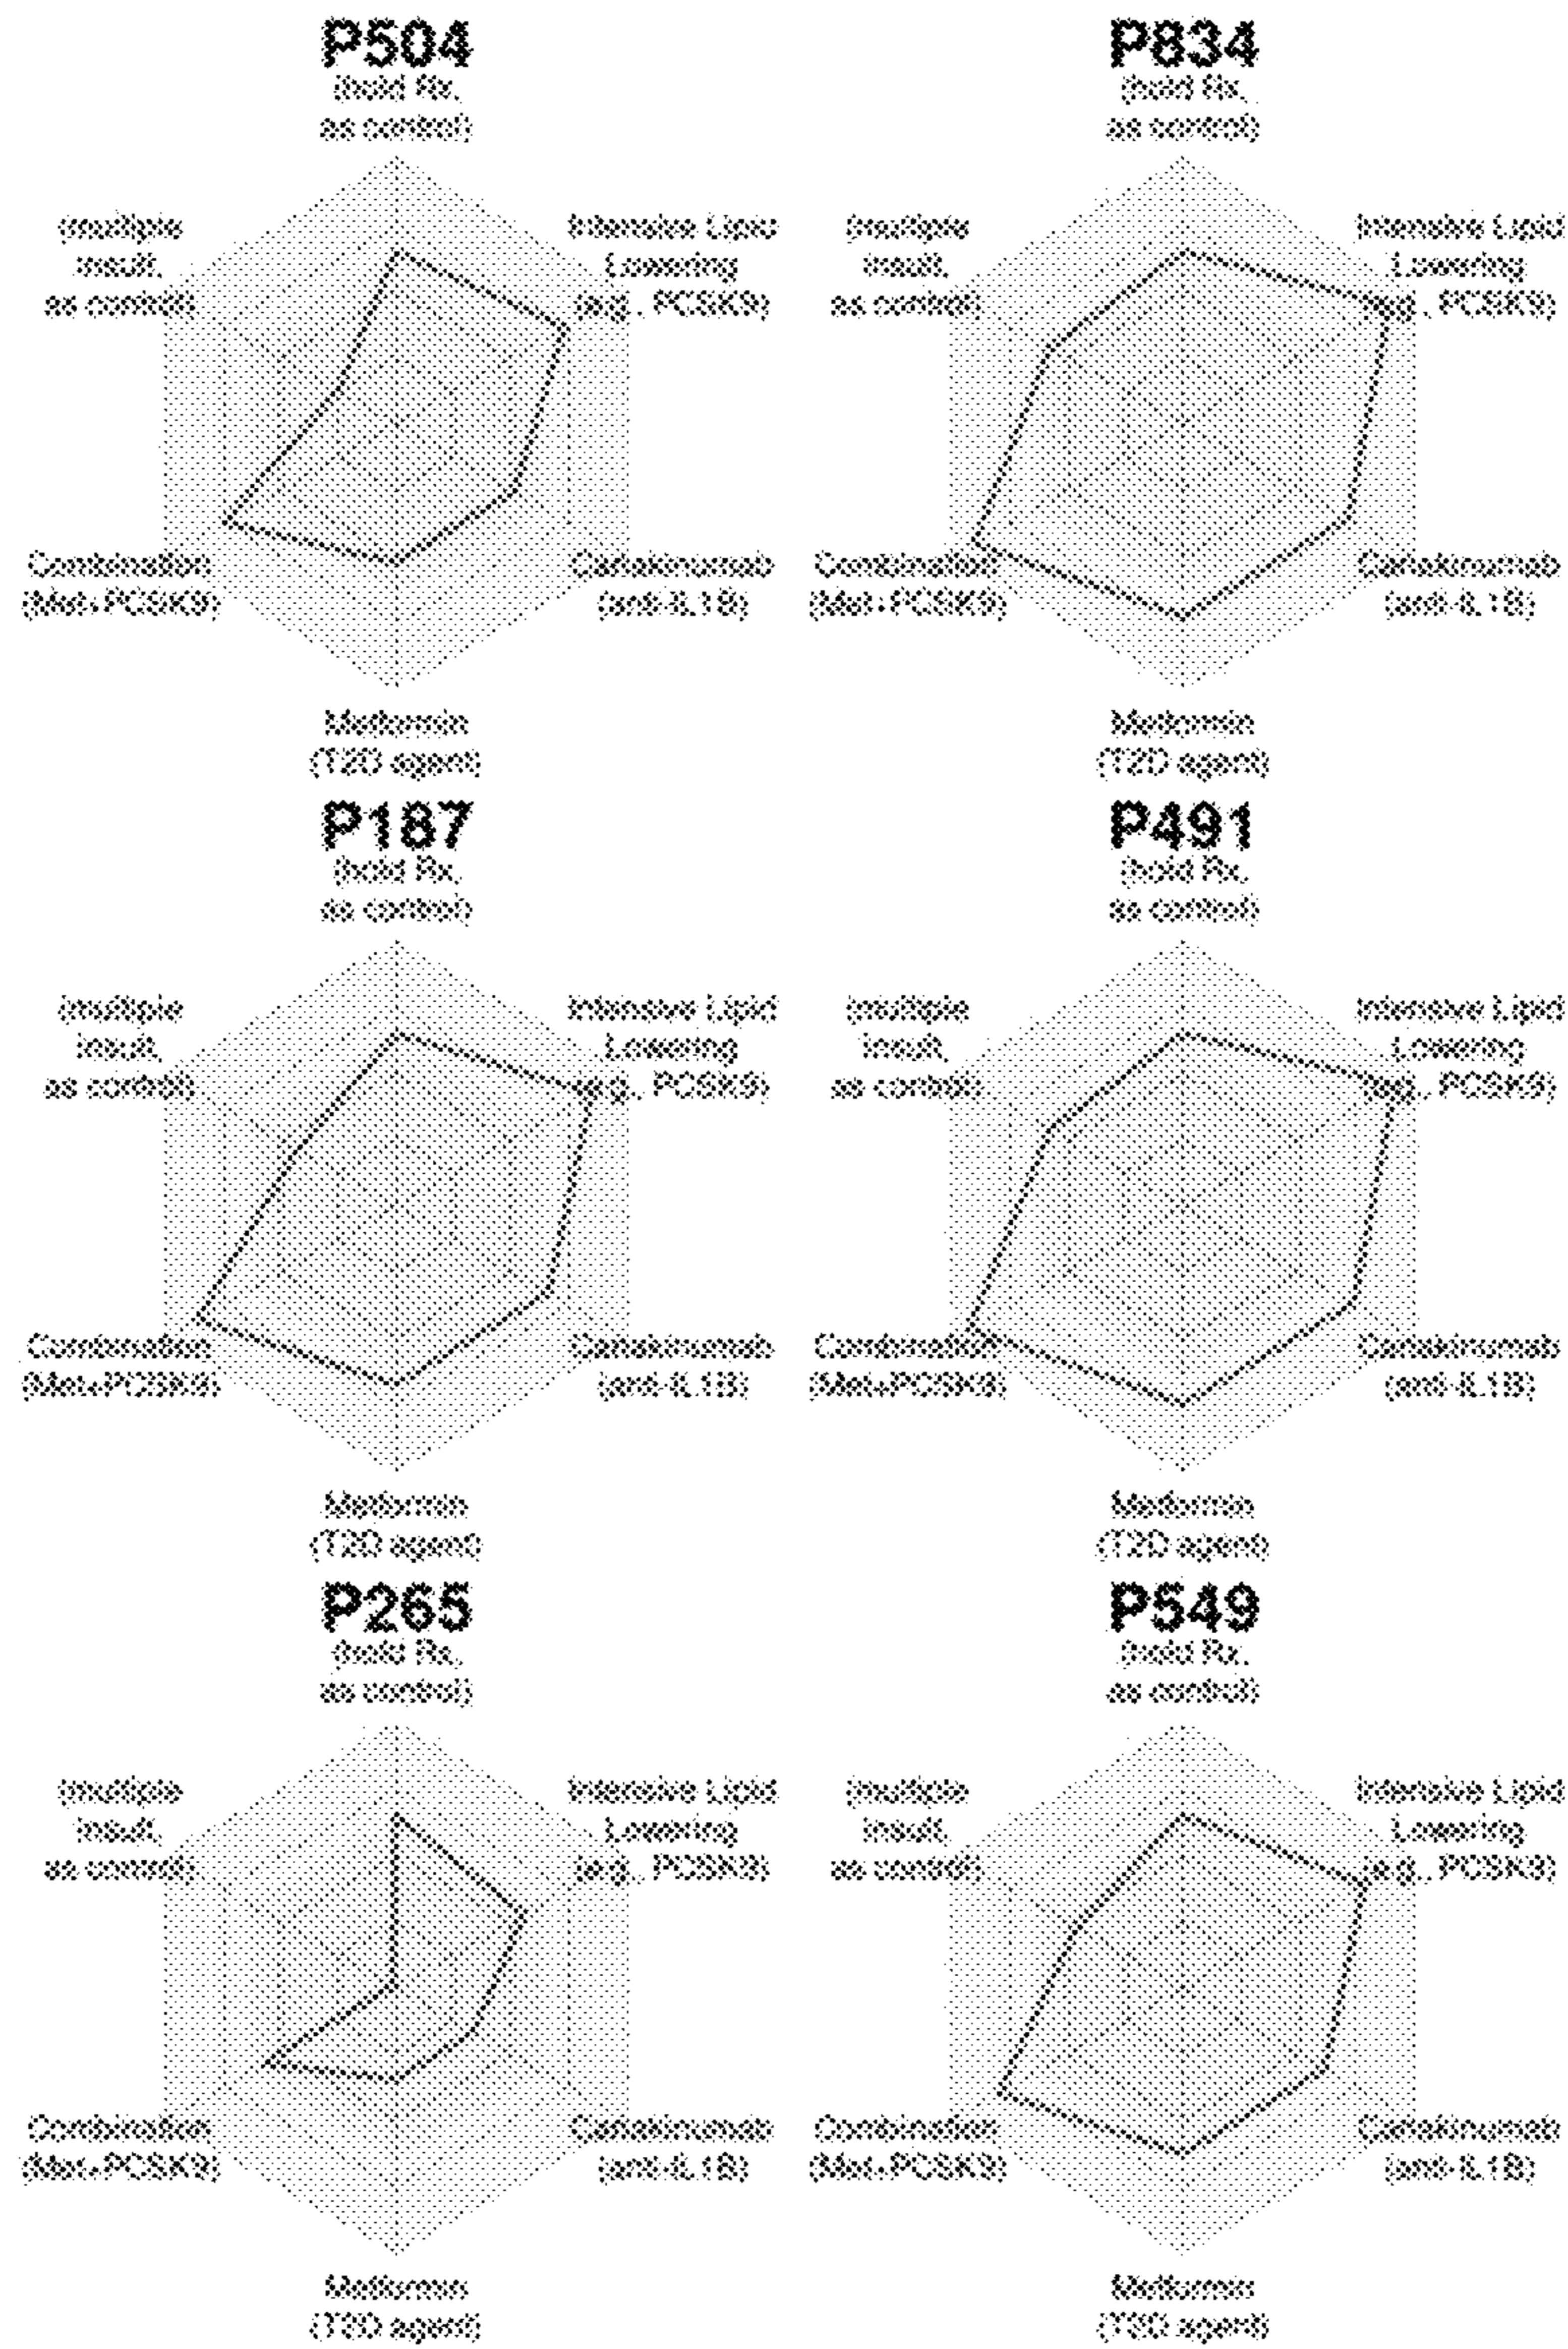 P504
(hold Rx,
as control)
Intensive Lipid
Lowering
(e.g., PCSK9)
Canakinumab
(anti-IL1B)
Metformin
(T2D agent)
Combination
(Met+PCSK9)
(multiple
insult,
as control)
P834
(hold Rx,
as control)
Intensive Lipid
Lowering
(e.g., PCSK9)
Canakinumab
(anti-IL1B)
Metformin
(T2D agent)
Combination
(Met+PCSK9)
(multiple
insult,
as control)
P187
(hold Rx,
as control)
Intensive Lipid
Lowering
(e.g., PCSK9)
Canakinumab
(anti-IL1B)
Metformin
(T2D agent)
Combination
(Met+PCSK9)
(multiple
insult,
as control)
P491
(hold Rx,
as control)
Intensive Lipid
Lowering
(e.g., PCSK9)
Canakinumab
(anti-IL1B)
Metformin
(T2D agent)
Combination
(Met+PCSK9)
(multiple
insult,
as control)
P265
(hold Rx,
as control)
Intensive Lipid
Lowering
(e.g., PCSK9)
Canakinumab
(anti-IL1B)
Metformin
(T2D agent)
Combination
(Met+PCSK9)
(multiple
insult,
as control)
P549
(hold Rx,
as control)
Intensive Lipid
Lowering
(e.g., PCSK9)
Canakinumab
(anti-IL1B)
Metformin
(T2D agent)
Combination
(Met+PCSK9)
(multiple
insult,
as control)